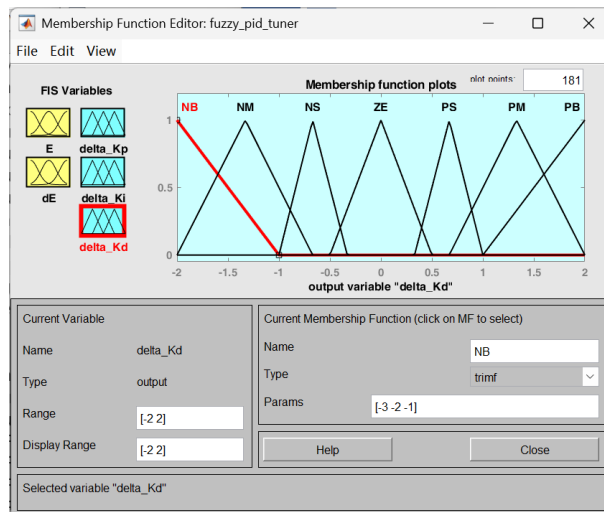 Membership Function Editor: fuzzy_pid_tuner
File Edit View
FIS Variables
E
delta_Kp
dE
delta_Ki
delta_Kd
Membership function plots
plot points:
181
NB NM NS ZE PS PM PB
1
0.5
0
-2 -1.5 -1 -0.5 0 0.5 1 1.5 2
output variable "delta_Kd"
Current Variable
Name delta_Kd
Type output
Range [-2 2]
Display Range [-2 2]
Current Membership Function (click on MF to select)
Name NB
Type trimf
Params [-3 -2 -1]
Help Close
Selected variable "delta_Kd"